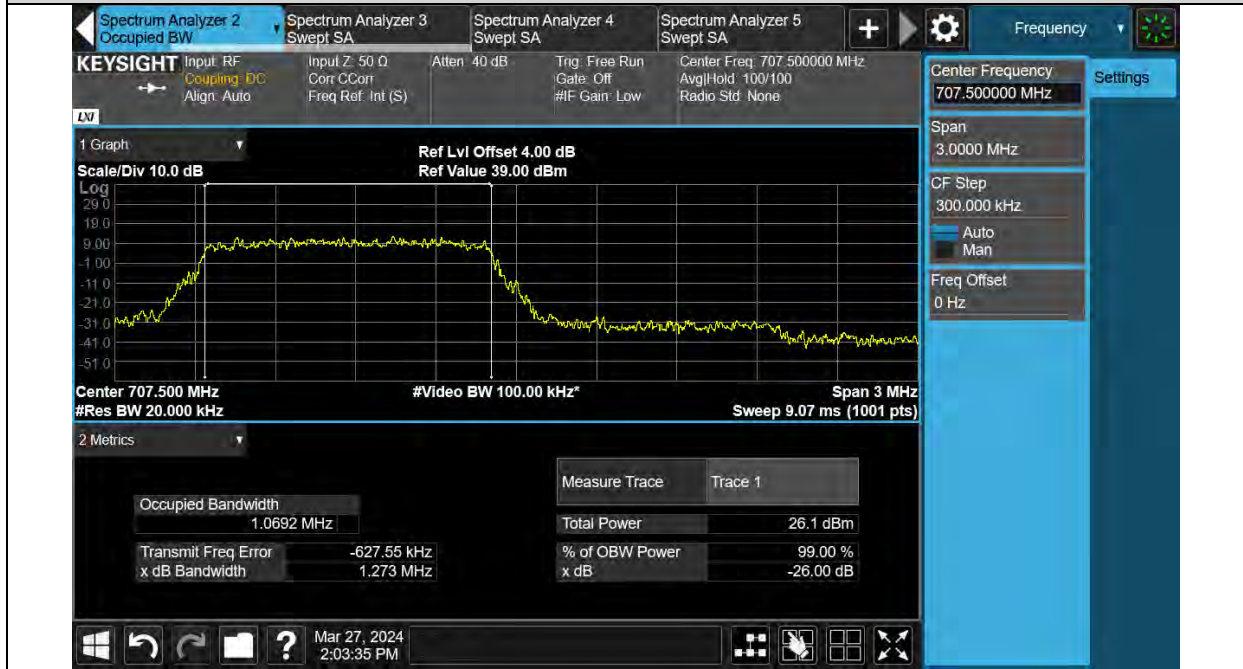 Spectrum Analyzer 2
Occupied BW
Spectrum Analyzer 3
Swept SA
Spectrum Analyzer 4
Swept SA
Spectrum Analyzer 5
Swept SA
+
Frequency
KEYSIGHT
Input: RF
Coupling: DC
Align: Auto
Input Z: 50 Ω
Corr CCorr
Freq Ref: Int (S)
Atten: 40 dB
Trig: Free Run
Gate: Off
#IF Gain: Low
Center Freq: 707.500000 MHz
Avg|Hold: 100/100
Radio Std: None
LXI
Center Frequency
707.500000 MHz
Settings
Span
3.0000 MHz
CF Step
300.000 kHz
Auto
Man
Freq Offset
0 Hz
1 Graph
Ref Lvl Offset 4.00 dB
Scale/Div 10.0 dB
Ref Value 39.00 dBm
Log
29.0
19.0
9.00
-1.00
-11.0
-21.0
-31.0
-41.0
-51.0
Center 707.500 MHz
#Video BW 100.00 kHz*
Span 3 MHz
#Res BW 20.000 kHz
Sweep 9.07 ms (1001 pts)
2 Metrics
Measure Trace
Trace 1
Occupied Bandwidth
1.0692 MHz
Total Power
26.1 dBm
Transmit Freq Error
-627.55 kHz
% of OBW Power
99.00 %
x dB Bandwidth
1.273 MHz
x dB
-26.00 dB
?
Mar 27, 2024
2:03:35 PM